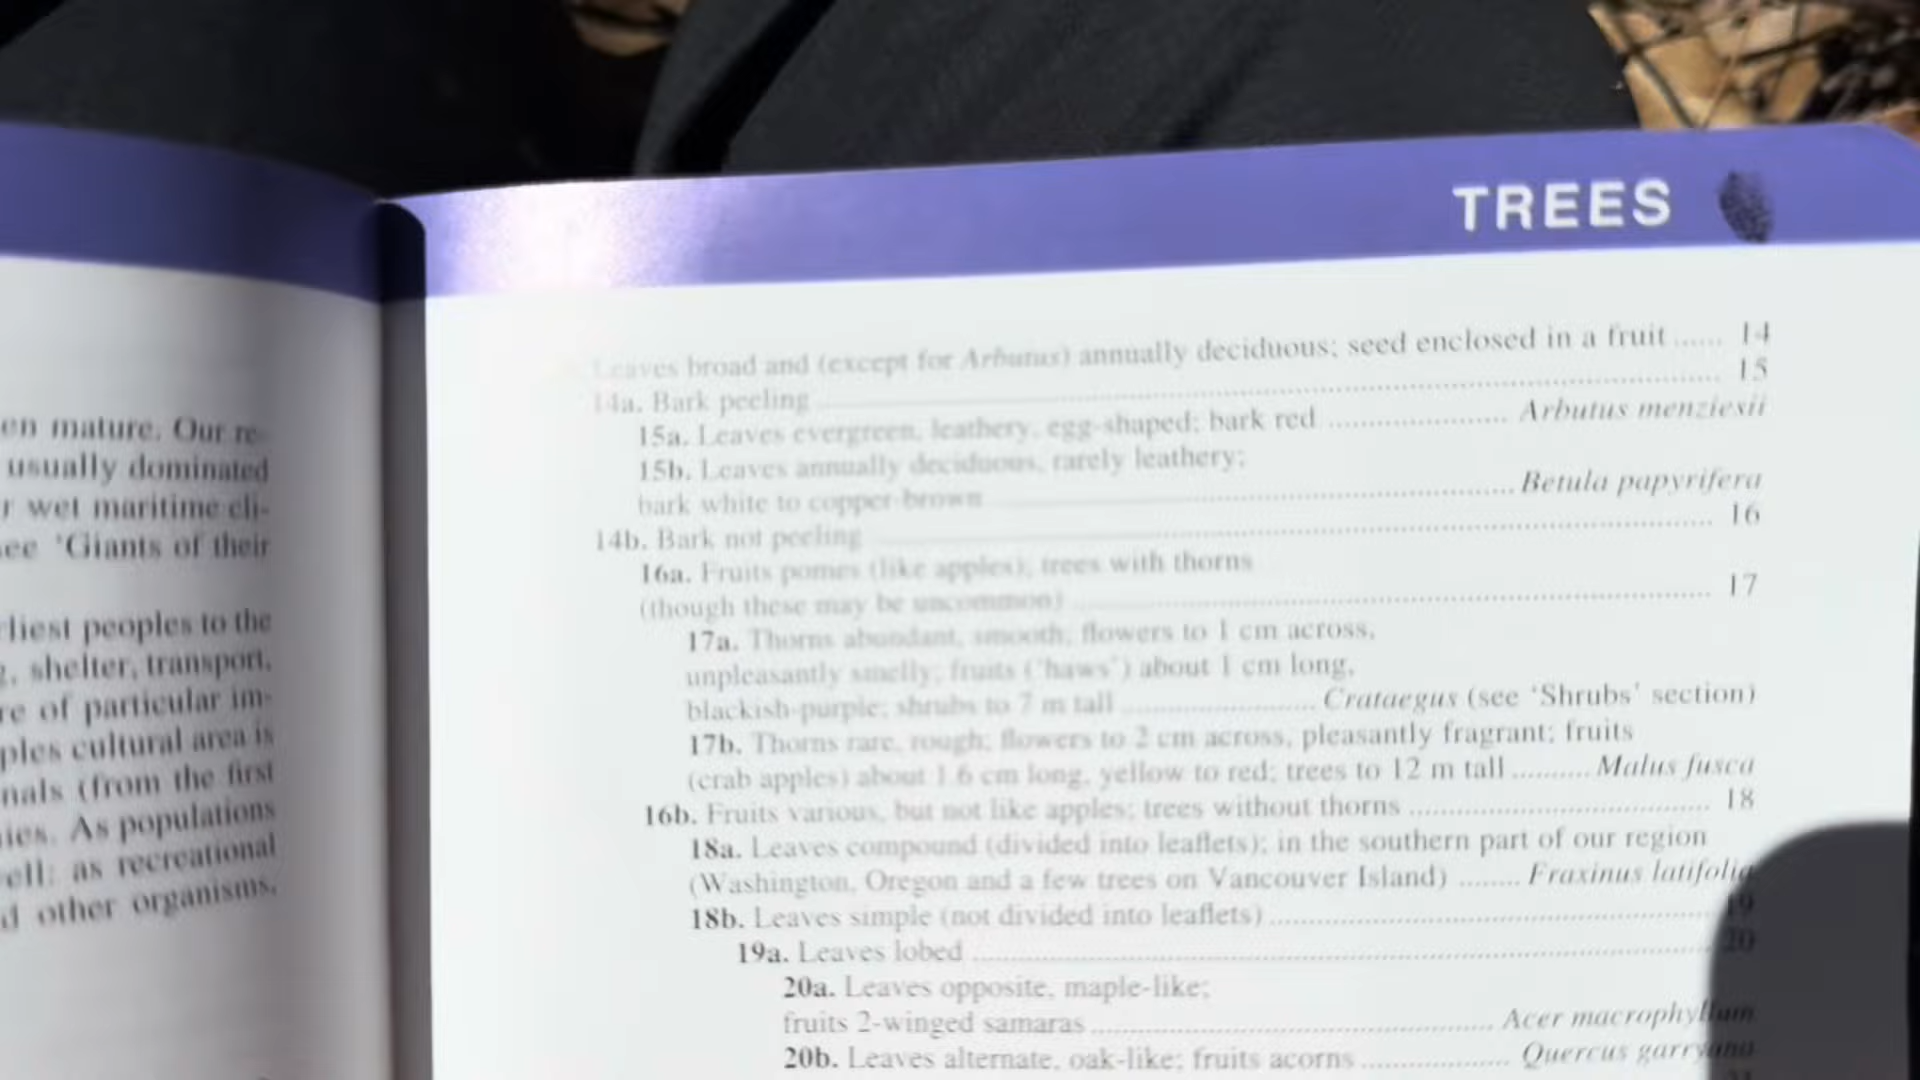 en mature. Our re-
usually dominated
r wet maritime cli-
ee 'Giants of their
liest peoples to the
g, shelter, transport,
re of particular im-
ples cultural area is
nals (from the first
ies. As populations
ell: as recreational
d other organisms,
TREES
Leaves broad and (except for Arbutus) annually deciduous; seed enclosed in a fruit ...... 14
14a. Bark peeling ...... 15
15a. Leaves evergreen, leathery, egg-shaped; bark red ...... Arbutus menziesii
15b. Leaves annually deciduous, rarely leathery;
bark white to copper-brown ...... Betula papyrifera
14b. Bark not peeling ...... 16
16a. Fruits pomes (like apples); trees with thorns
(though these may be uncommon) ...... 17
17a. Thorns abundant, smooth; flowers to 1 cm across,
unpleasantly smelly; fruits ('haws') about 1 cm long,
blackish-purple; shrubs to 7 m tall ...... Crataegus (see 'Shrubs' section)
17b. Thorns rare, rough; flowers to 2 cm across, pleasantly fragrant; fruits
(crab apples) about 1.6 cm long, yellow to red; trees to 12 m tall ...... Malus fusca
16b. Fruits various, but not like apples; trees without thorns ...... 18
18a. Leaves compound (divided into leaflets); in the southern part of our region
(Washington, Oregon and a few trees on Vancouver Island) ...... Fraxinus latifolia
18b. Leaves simple (not divided into leaflets) ...... 19
19a. Leaves lobed ...... 20
20a. Leaves opposite, maple-like;
fruits 2-winged samaras ...... Acer macrophyllum
20b. Leaves alternate, oak-like; fruits acorns ...... Quercus garryana